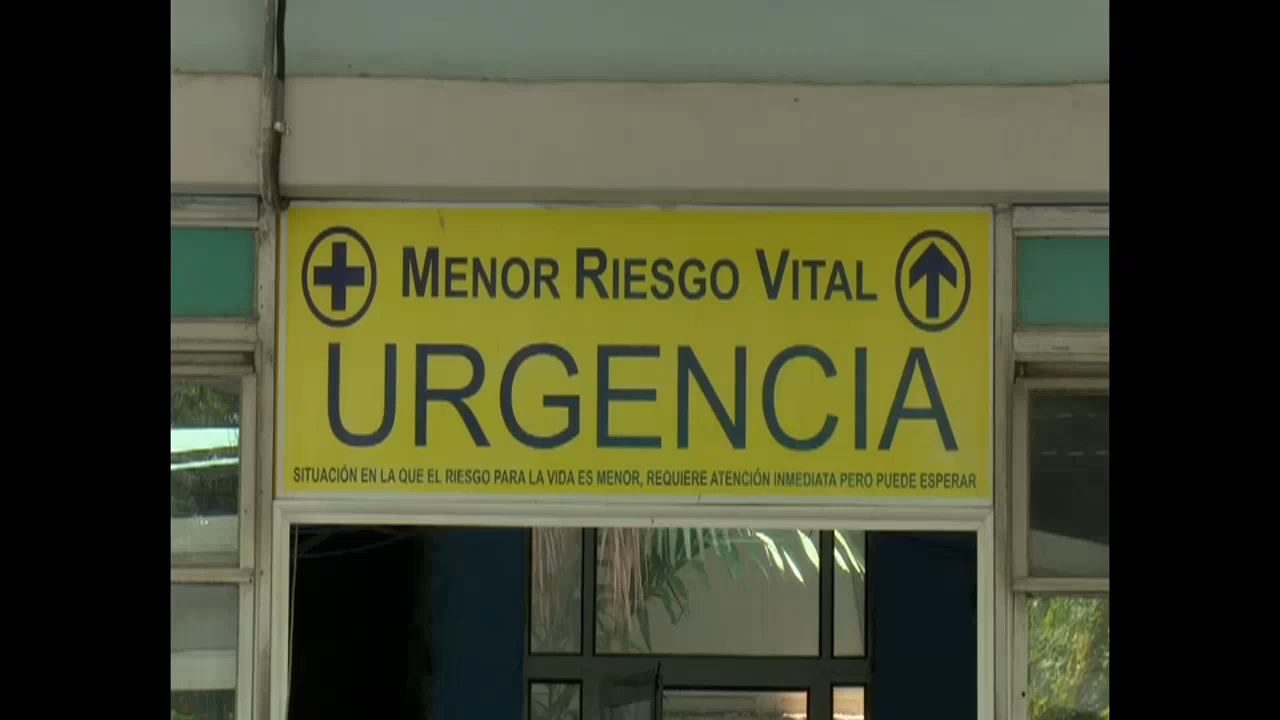 MENOR RIESGO VITAL
URGENCIA
SITUACIÓN EN LA QUE EL RIESGO PARA LA VIDA ES MENOR, REQUIERE ATENCIÓN INMEDIATA PERO PUEDE ESPERAR